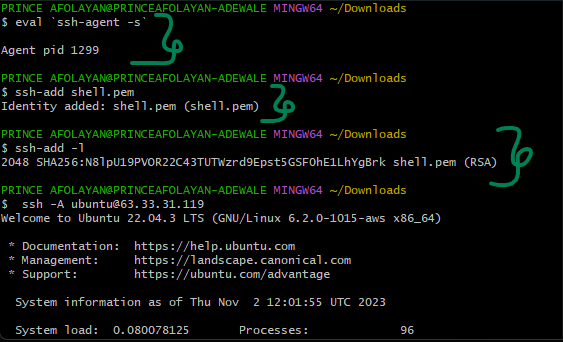 PRINCE AFOLAYAN@PRINCEAFOLAYAN-ADEWALE MINGW64 ~/Downloads
$ eval `ssh-agent -s`
Agent pid 1299
PRINCE AFOLAYAN@PRINCEAFOLAYAN-ADEWALE MINGW64 ~/Downloads
$ ssh-add shell.pem
Identity added: shell.pem (shell.pem)
PRINCE AFOLAYAN@PRINCEAFOLAYAN-ADEWALE MINGW64 ~/Downloads
$ ssh-add -l
2048 SHA256:N8lpU19PVOR22C43TUTWzrd9Epst5GSFOhE1LhYgBrk shell.pem (RSA)
PRINCE AFOLAYAN@PRINCEAFOLAYAN-ADEWALE MINGW64 ~/Downloads
$  ssh -A ubuntu@63.33.31.119
Welcome to Ubuntu 22.04.3 LTS (GNU/Linux 6.2.0-1015-aws x86_64)
* Documentation:  https://help.ubuntu.com
* Management:     https://landscape.canonical.com
* Support:        https://ubuntu.com/advantage
System information as of Thu Nov  2 12:01:55 UTC 2023
System load:  0.080078125       Processes:             96